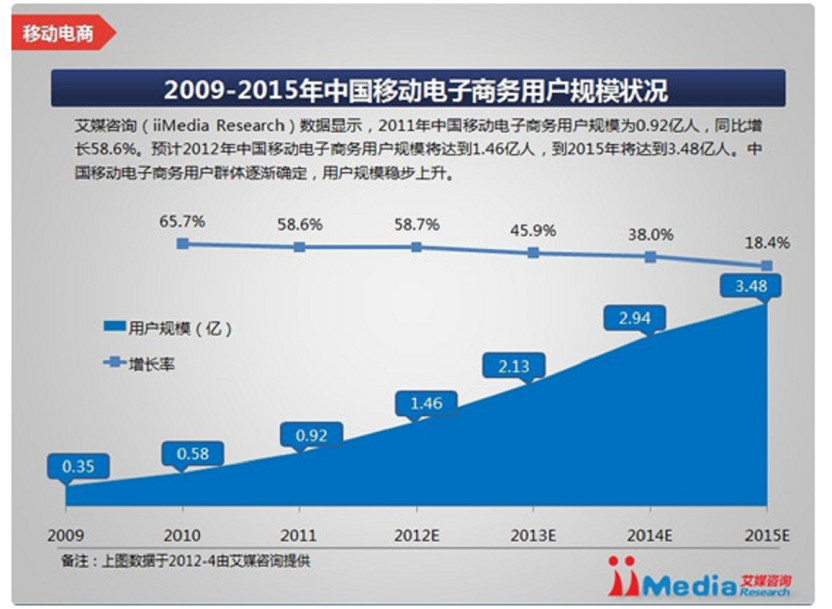 移动电商
2009-2015年中国移动电子商务用户规模状况
艾媒咨询（iiMedia Research）数据显示，2011年中国移动电子商务用户规模为0.92亿人，同比增
长58.6%。预计2012年中国移动电子商务用户规模将达到1.46亿人，到2015年将达到3.48亿人。中
国移动电子商务用户群体逐渐确定，用户规模稳步上升。
65.7%
58.6%
58.7%
45.9%
38.0%
18.4%
用户规模（亿）
增长率
0.35
0.58
0.92
1.46
2.13
2.94
3.48
2009
2010
2011
2012E
2013E
2014E
2015E
备注：上图数据于2012-4由艾媒咨询提供
iiMedia 艾媒咨询
Research